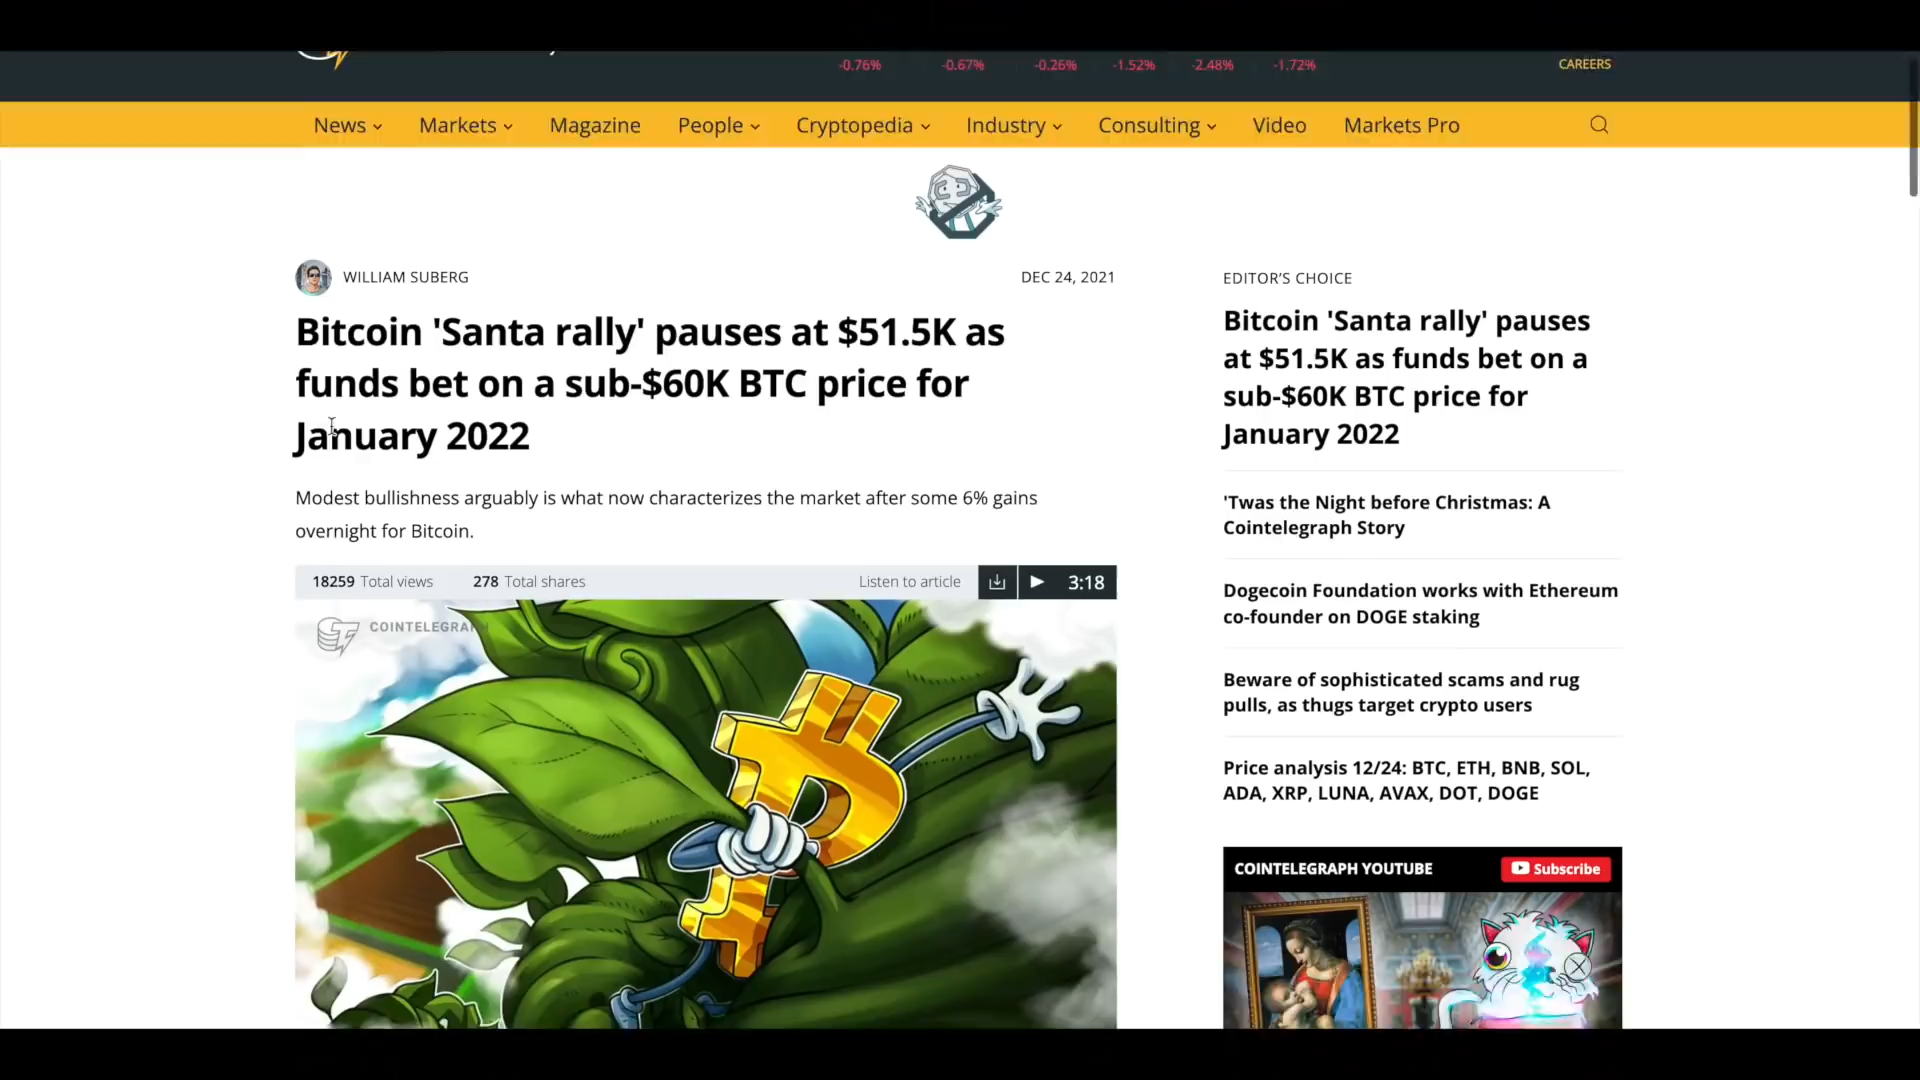 -0.76% -0.67% -0.26% -1.52% -2.48% -1.72%
CAREERS
News Markets Magazine People Cryptopedia Industry Consulting Video Markets Pro
WILLIAM SUBERG
DEC 24, 2021
Bitcoin 'Santa rally' pauses at $51.5K as
funds bet on a sub-$60K BTC price for
January 2022
Modest bullishness arguably is what now characterizes the market after some 6% gains
overnight for Bitcoin.
18259 Total views 278 Total shares Listen to article 3:18
COINTELEGRAPH
EDITOR'S CHOICE
Bitcoin 'Santa rally' pauses
at $51.5K as funds bet on a
sub-$60K BTC price for
January 2022
'Twas the Night before Christmas: A
Cointelegraph Story
Dogecoin Foundation works with Ethereum
co-founder on DOGE staking
Beware of sophisticated scams and rug
pulls, as thugs target crypto users
Price analysis 12/24: BTC, ETH, BNB, SOL,
ADA, XRP, LUNA, AVAX, DOT, DOGE
COINTELEGRAPH YOUTUBE Subscribe